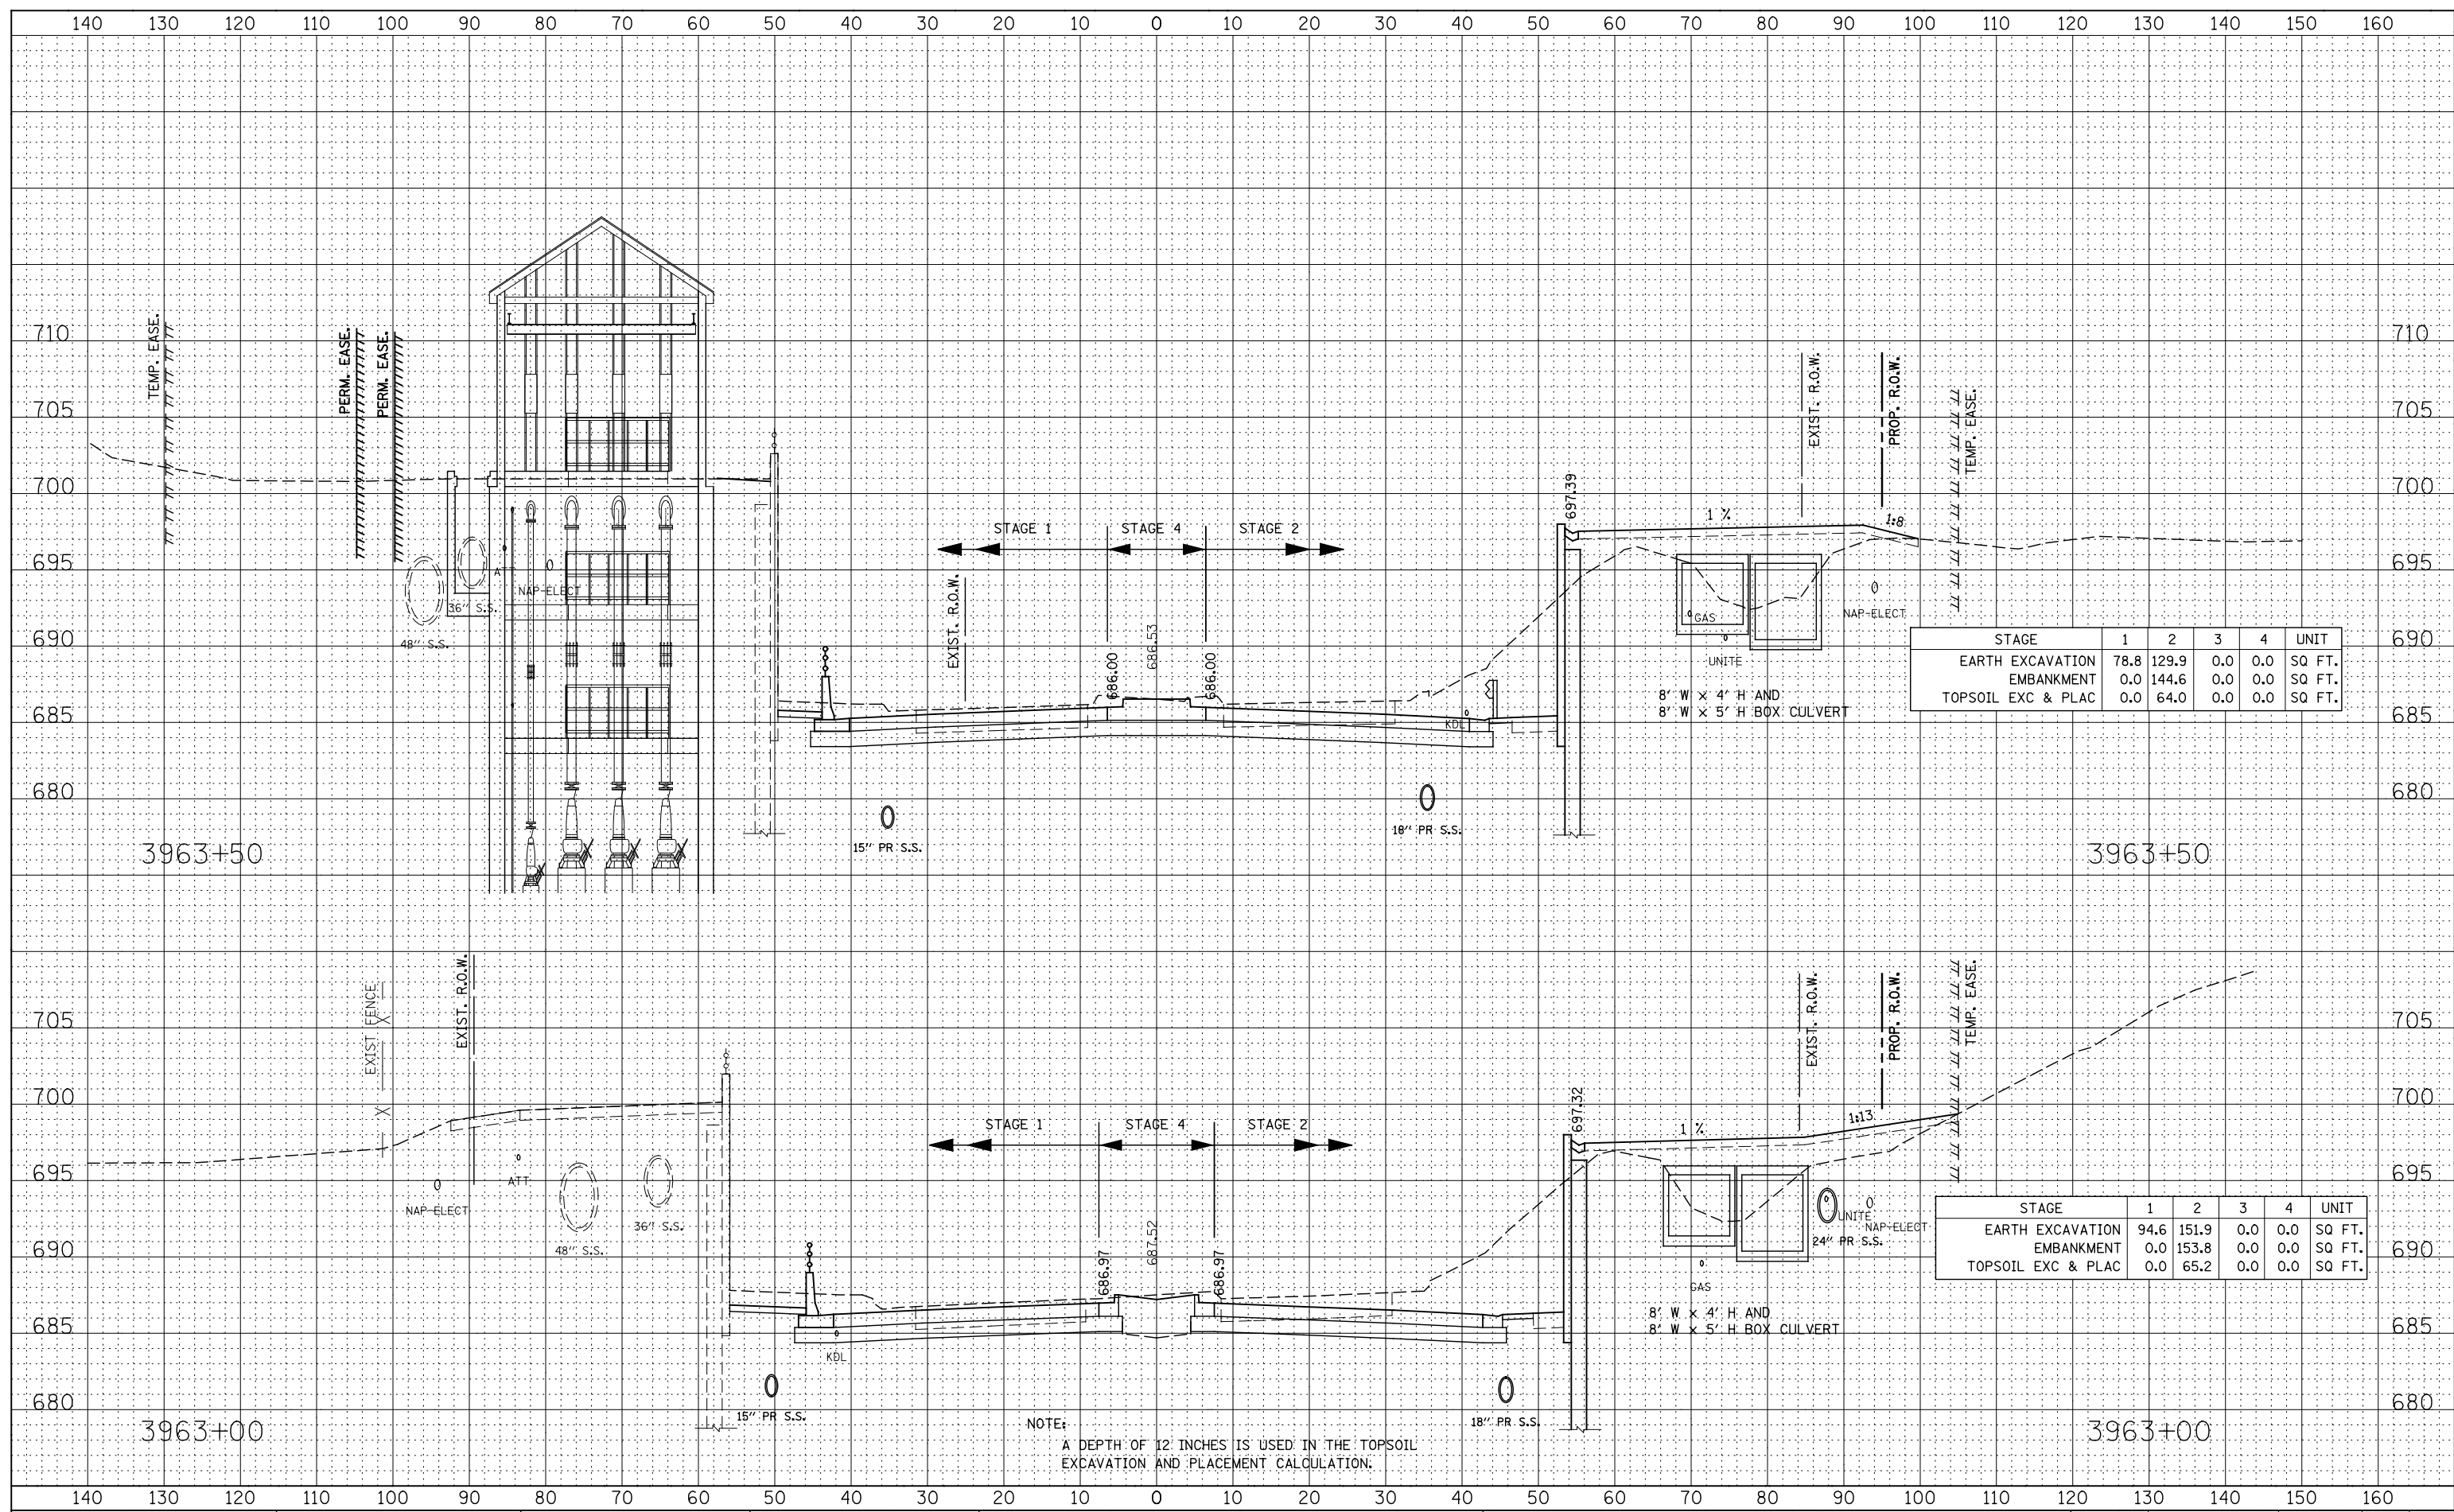 140 130 120 110 100 90 80 70 60 50 40 30 20 10 0 10 20 30 40 50 60 70 80 90 100 110 120 130 140 150 160
710 710
705 705
700 700
695 695
690 690
685 685
680 680
TEMP. EASE.
PERM. EASE.
PERM. EASE.
48" S.S.
36" S.S.
NAP-ELECT
EXIST. R.O.W.
STAGE 1
STAGE 4
STAGE 2
686.00
686.53
686.00
KDL
15" PR S.S.
18" PR S.S.
697.39
1 %
1:8
EXIST. R.O.W.
PROP. R.O.W.
TEMP. EASE.
GAS
UNITE
NAP-ELECT
8' W x 4' H AND
8' W x 5' H BOX CULVERT
STAGE 1 2 3 4 UNIT
EARTH EXCAVATION 78.8 129.9 0.0 0.0 SQ FT.
EMBANKMENT 0.0 144.6 0.0 0.0 SQ FT.
TOPSOIL EXC & PLAC 0.0 64.0 0.0 0.0 SQ FT.
3963+50 3963+50
705 705
700 700
695 695
690 690
685 685
680 680
EXIST FENCE
EXIST. R.O.W.
NAP-ELECT
ATT
48" S.S.
36" S.S.
STAGE 1
STAGE 4
STAGE 2
686.97
687.52
686.97
KDL
15" PR S.S.
18" PR S.S.
697.32
1 %
1:13
EXIST. R.O.W.
PROP. R.O.W.
TEMP. EASE.
GAS
UNITE
NAP-ELECT
24" PR S.S.
8' W x 4' H AND
8' W x 5' H BOX CULVERT
STAGE 1 2 3 4 UNIT
EARTH EXCAVATION 94.6 151.9 0.0 0.0 SQ FT.
EMBANKMENT 0.0 153.8 0.0 0.0 SQ FT.
TOPSOIL EXC & PLAC 0.0 65.2 0.0 0.0 SQ FT.
3963+00 3963+00
NOTE:
A DEPTH OF 12 INCHES IS USED IN THE TOPSOIL
EXCAVATION AND PLACEMENT CALCULATION.
140 130 120 110 100 90 80 70 60 50 40 30 20 10 0 10 20 30 40 50 60 70 80 90 100 110 120 130 140 150 160